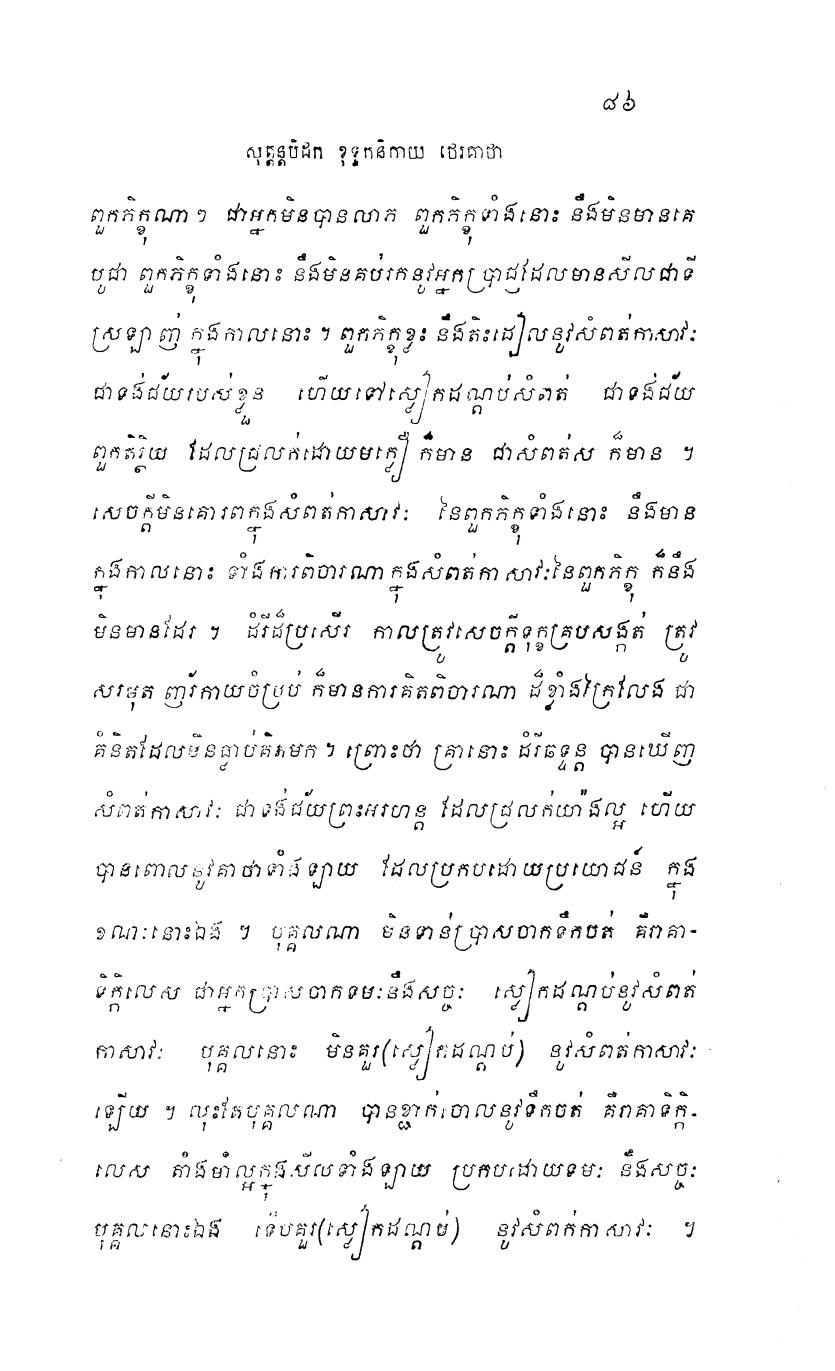 ៨៦
សុត្តន្តបិដក ខុទ្ទកនិកាយ ថេរគាថា
ពួកភិក្ខុណាៗ ជាអ្នកមិនបានលាភ ពួកភិក្ខុទាំងនោះ នឹងមិនមានគេ
បូជា ពួកភិក្ខុទាំងនោះ នឹងមិនគប់រកនូវអ្នកប្រាជ្ញដែលមានសីលជាទី
ស្រឡាញ់ ក្នុងកាលនោះ ។ ពួកភិក្ខុខ្លះ នឹងតិះដៀលនូវសំពត់កាសាវៈ
ជាទង់ជ័យរបស់ខ្លួន ហើយទៅស្លៀកដណ្តប់សំពត់ ជាទង់ជ័យ
ពួកតិរ្ថិយ ដែលជ្រលក់ដោយមក្លឿ ក៏មាន ជាសំពត់ស ក៏មាន ។
សេចក្តីមិនគោរពក្នុងសំពត់កាសាវៈ នៃពួកភិក្ខុទាំងនោះ នឹងមាន
ក្នុងកាលនោះ ទាំងការពិចារណាក្នុងសំពត់កាសាវៈនៃពួកភិក្ខុ ក៏នឹង
មិនមានដែរ ។ ដំរីដ៏ប្រសើរ កាលត្រូវសេចក្តីទុក្ខគ្របសង្កត់ ត្រូវ
សរមុត ញ័រកាយចំប្រប់ ក៏មានការគិតពិចារណា ដ៏ខ្លាំងក្រៃលែង ជា
គំនិតដែលមិនធ្លាប់គិតមក ។ ព្រោះថា គ្រានោះ ដំរីឆទ្ទន្ត បានឃើញ
សំពត់កាសាវៈ ជាទង់ជ័យព្រះអរហន្ត ដែលជ្រលក់យ៉ាងល្អ ហើយ
បានពោលនូវគាថាទាំងឡាយ ដែលប្រកបដោយប្រយោជន៍ ក្នុង
ខណៈនោះឯង ។ បុគ្គលណា មិនទាន់ប្រាសចាកទឹកចត់ គឺរាគា-
ទិក្កិលេស ជាអ្នកប្រាសចាកទមៈនឹងសច្ចៈ ស្លៀកដណ្តប់នូវសំពត់
កាសាវៈ បុគ្គលនោះ មិនគួរ(ស្លៀកដណ្តប់) នូវសំពត់កាសាវៈ
ឡើយ ។ លុះតែបុគ្គលណា បានខ្ជាក់ចោលនូវទឹកចត់ គឺរាគាទិក្កិ-
លេស តាំងមាំល្អក្នុងសីលទាំងឡាយ ប្រកបដោយទមៈ នឹងសច្ចៈ
បុគ្គលនោះឯង ទើបគួរ(ស្លៀកដណ្តប់) នូវសំពក់កាសាវៈ ។